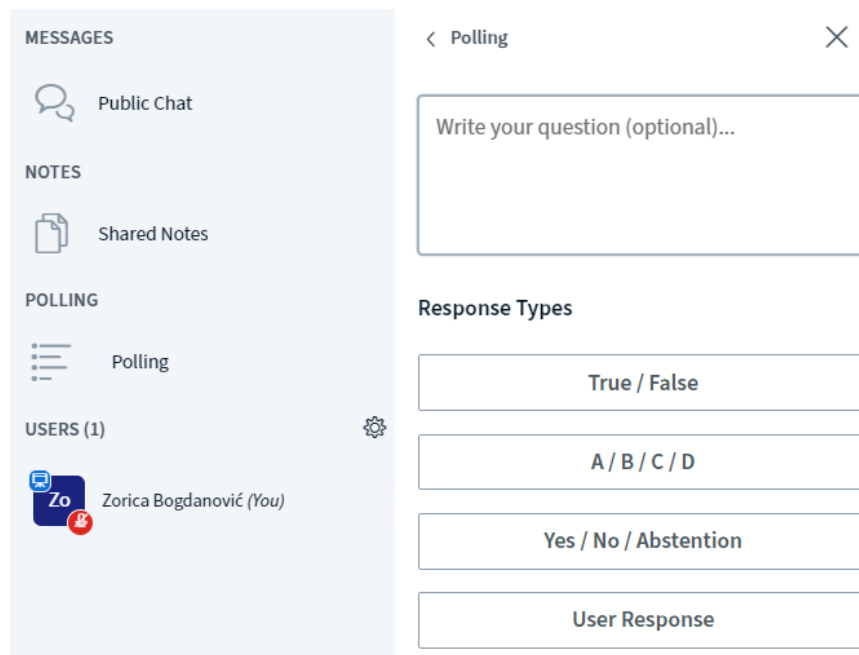 MESSAGES
Public Chat
NOTES
Shared Notes
POLLING
Polling
USERS (1)
Zo
Zorica Bogdanović (You)
Polling
Write your question (optional)...
Response Types
True / False
A / B / C / D
Yes / No / Abstention
User Response